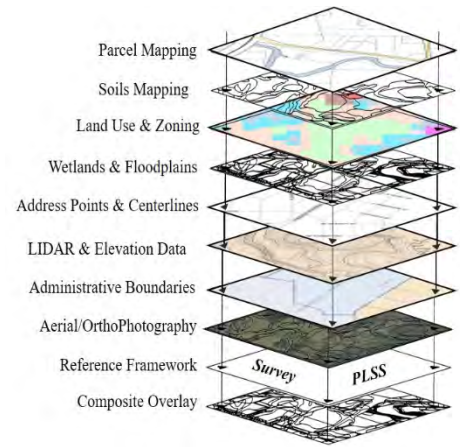 Parcel Mapping
Soils Mapping
Land Use & Zoning
Wetlands & Floodplains
Address Points & Centerlines
LIDAR & Elevation Data
Administrative Boundaries
Aerial/OrthoPhotography
Reference Framework
Survey PLSS
Composite Overlay